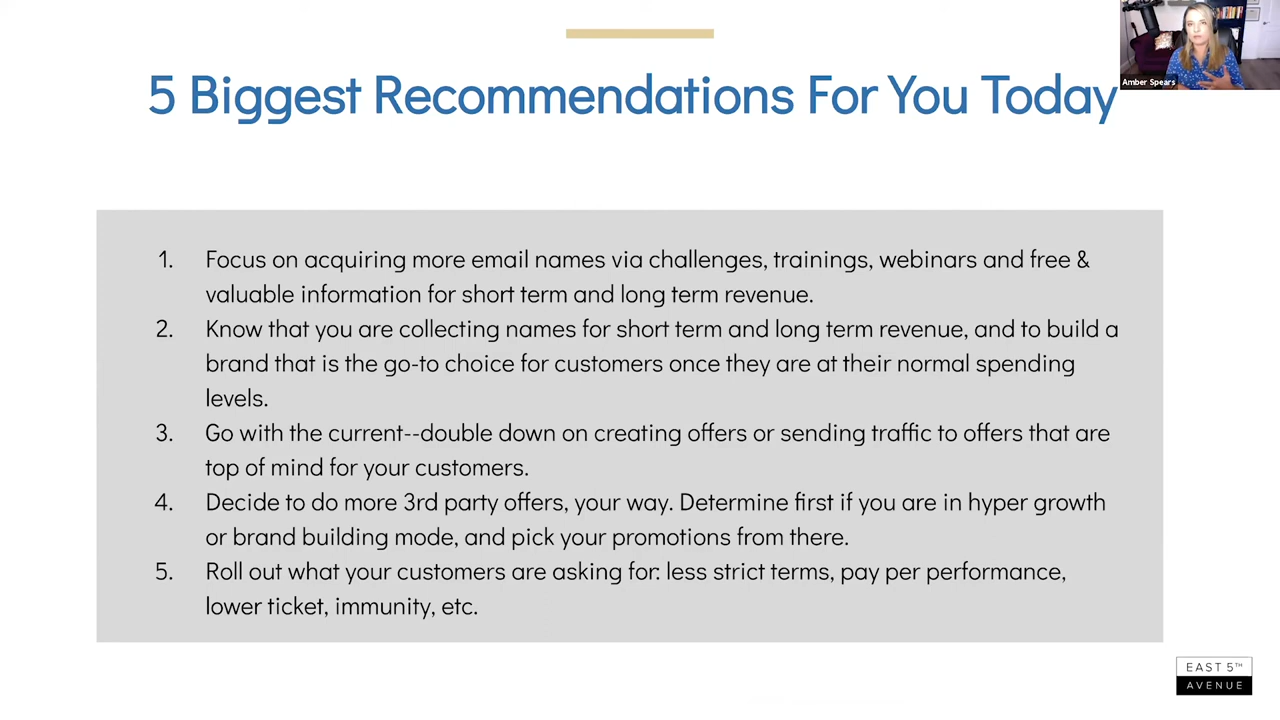 Amber Spears
5 Biggest Recommendations For You Today
1. Focus on acquiring more email names via challenges, trainings, webinars and free &
valuable information for short term and long term revenue.
2. Know that you are collecting names for short term and long term revenue, and to build a
brand that is the go-to choice for customers once they are at their normal spending
levels.
3. Go with the current--double down on creating offers or sending traffic to offers that are
top of mind for your customers.
4. Decide to do more 3rd party offers, your way. Determine first if you are in hyper growth
or brand building mode, and pick your promotions from there.
5. Roll out what your customers are asking for: less strict terms, pay per performance,
lower ticket, immunity, etc.
EAST 5TH
AVENUE